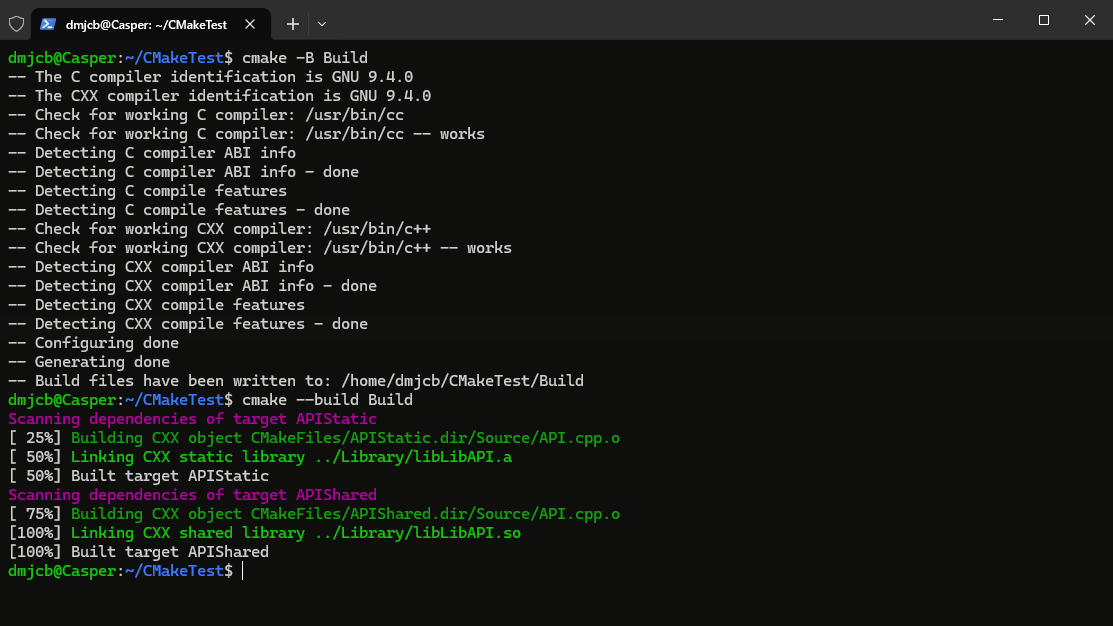 dmjcb@Casper: ~/CMakeTest
dmjcb@Casper:~/CMakeTest$ cmake -B Build
-- The C compiler identification is GNU 9.4.0
-- The CXX compiler identification is GNU 9.4.0
-- Check for working C compiler: /usr/bin/cc
-- Check for working C compiler: /usr/bin/cc -- works
-- Detecting C compiler ABI info
-- Detecting C compiler ABI info - done
-- Detecting C compile features
-- Detecting C compile features - done
-- Check for working CXX compiler: /usr/bin/c++
-- Check for working CXX compiler: /usr/bin/c++ -- works
-- Detecting CXX compiler ABI info
-- Detecting CXX compiler ABI info - done
-- Detecting CXX compile features
-- Detecting CXX compile features - done
-- Configuring done
-- Generating done
-- Build files have been written to: /home/dmjcb/CMakeTest/Build
dmjcb@Casper:~/CMakeTest$ cmake --build Build
Scanning dependencies of target APIStatic
[ 25%] Building CXX object CMakeFiles/APIStatic.dir/Source/API.cpp.o
[ 50%] Linking CXX static library ../Library/libLibAPI.a
[ 50%] Built target APIStatic
Scanning dependencies of target APIShared
[ 75%] Building CXX object CMakeFiles/APIShared.dir/Source/API.cpp.o
[100%] Linking CXX shared library ../Library/libLibAPI.so
[100%] Built target APIShared
dmjcb@Casper:~/CMakeTest$